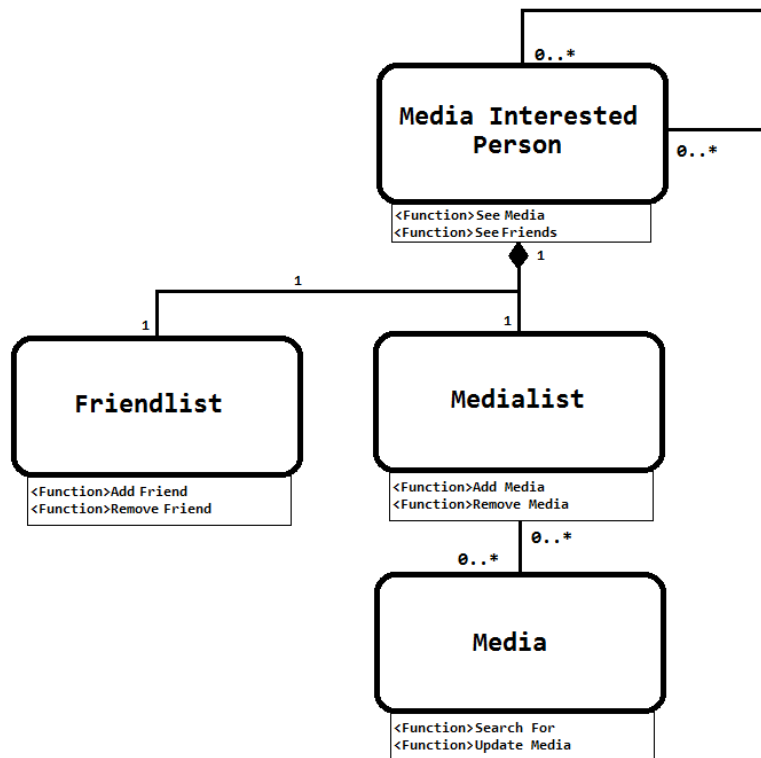 0..*
Media Interested
Person
0..*
<Function>See Media
<Function>See Friends
1
1
1
1
Friendlist
Medialist
<Function>Add Friend
<Function>Remove Friend
<Function>Add Media
<Function>Remove Media
0..*
0..*
Media
<Function>Search For
<Function>Update Media